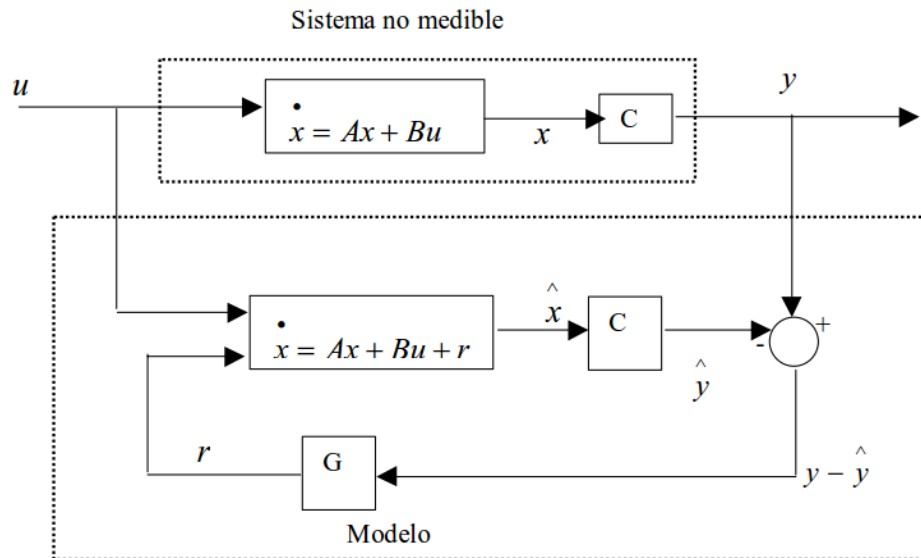 Sistema no medible
u
ẋ = Ax + Bu
x
C
y
ẋ = Ax + Bu + r
x̂
C
ŷ
+
-
r
G
y − ŷ
Modelo